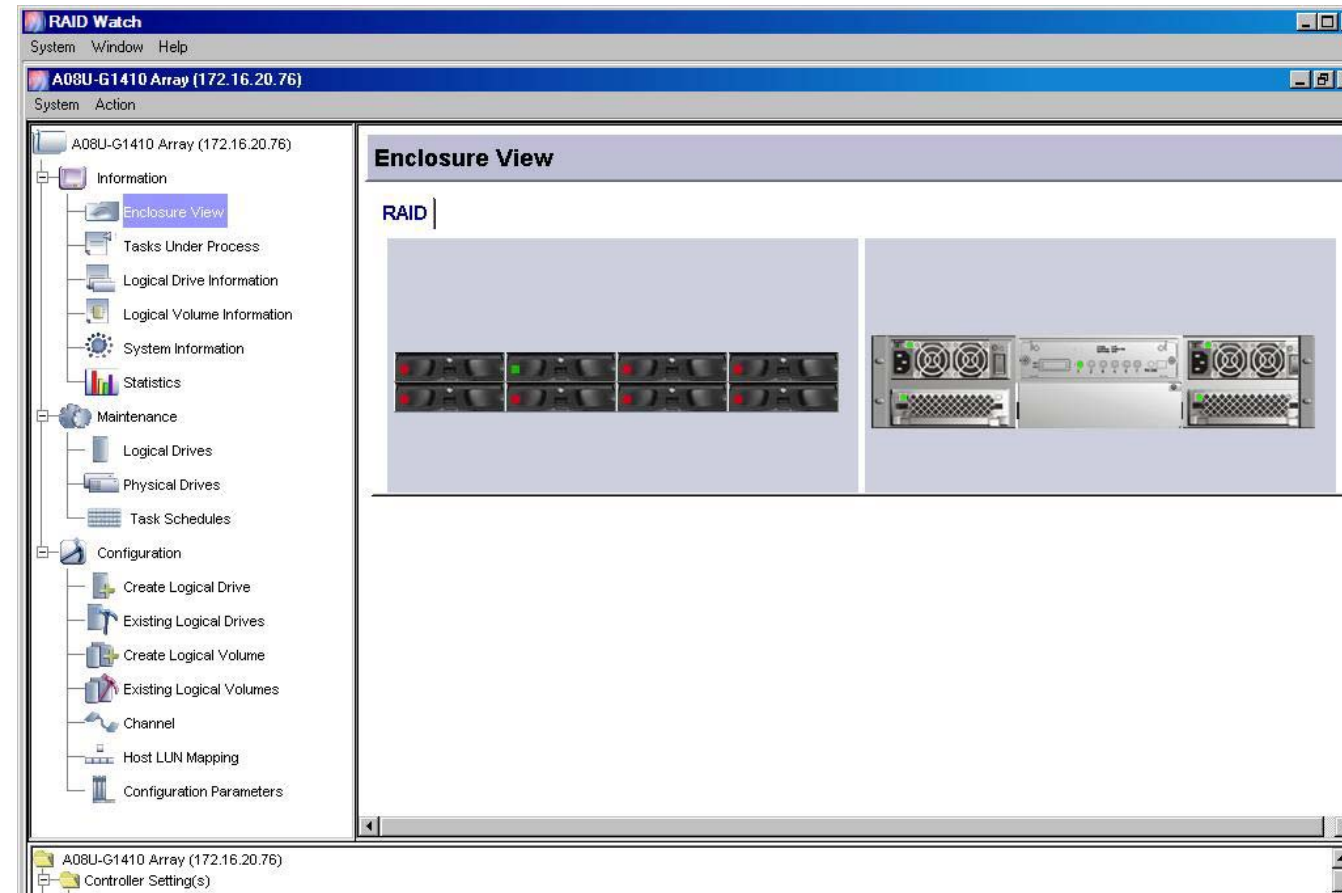 RAID Watch
System Window Help
A08U-G1410 Array (172.16.20.76)
System Action
A08U-G1410 Array (172.16.20.76)
Information
Enclosure View
Tasks Under Process
Logical Drive Information
Logical Volume Information
System Information
Statistics
Maintenance
Logical Drives
Physical Drives
Task Schedules
Configuration
Create Logical Drive
Existing Logical Drives
Create Logical Volume
Existing Logical Volumes
Channel
Host LUN Mapping
Configuration Parameters
Enclosure View
RAID
A08U-G1410 Array (172.16.20.76)
Controller Setting(s)